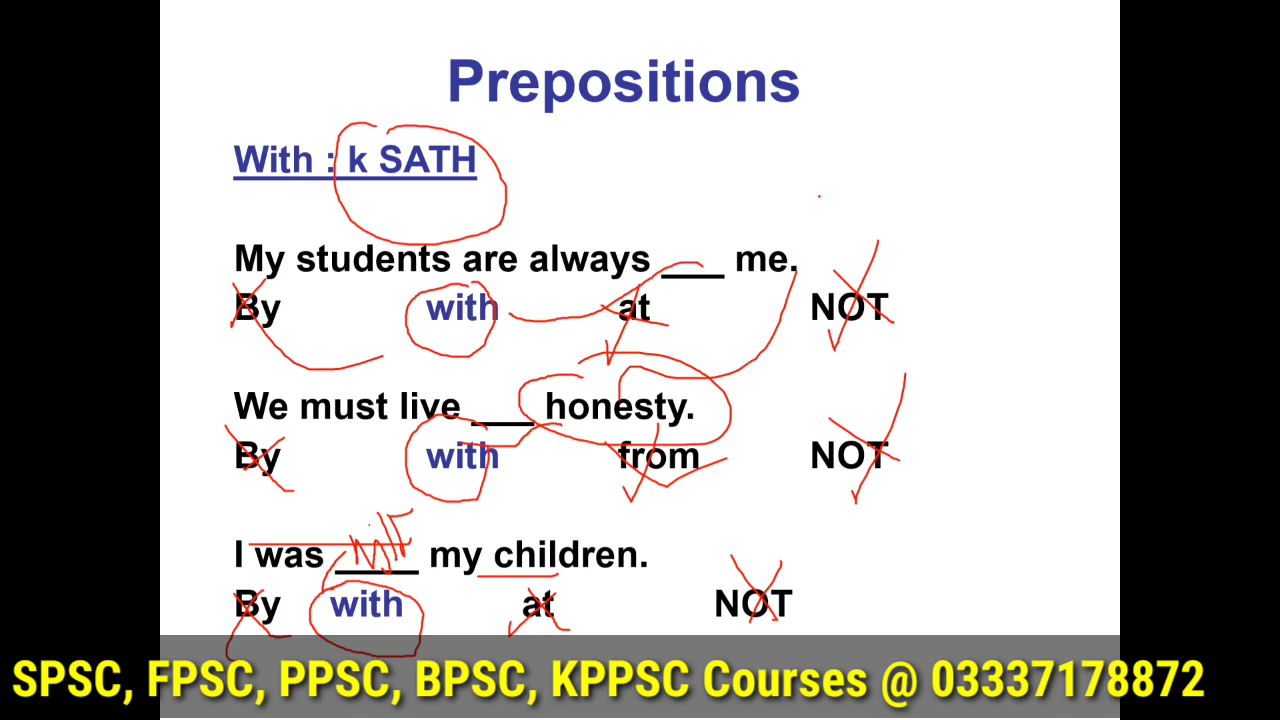 Prepositions
With : k SATH
My students are always ___ me.
By with at NOT
We must live ___ honesty.
By with from NOT
I was ____ my children.
By with at NOT
SPSC, FPSC, PPSC, BPSC, KPPSC Courses @ 03337178872